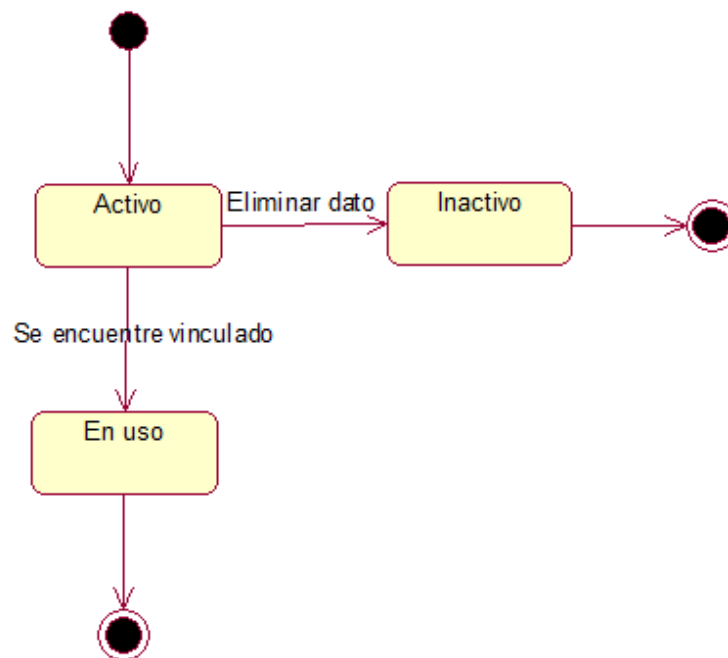 Activo
Eliminar dato
Inactivo
Se encuentre vinculado
En uso